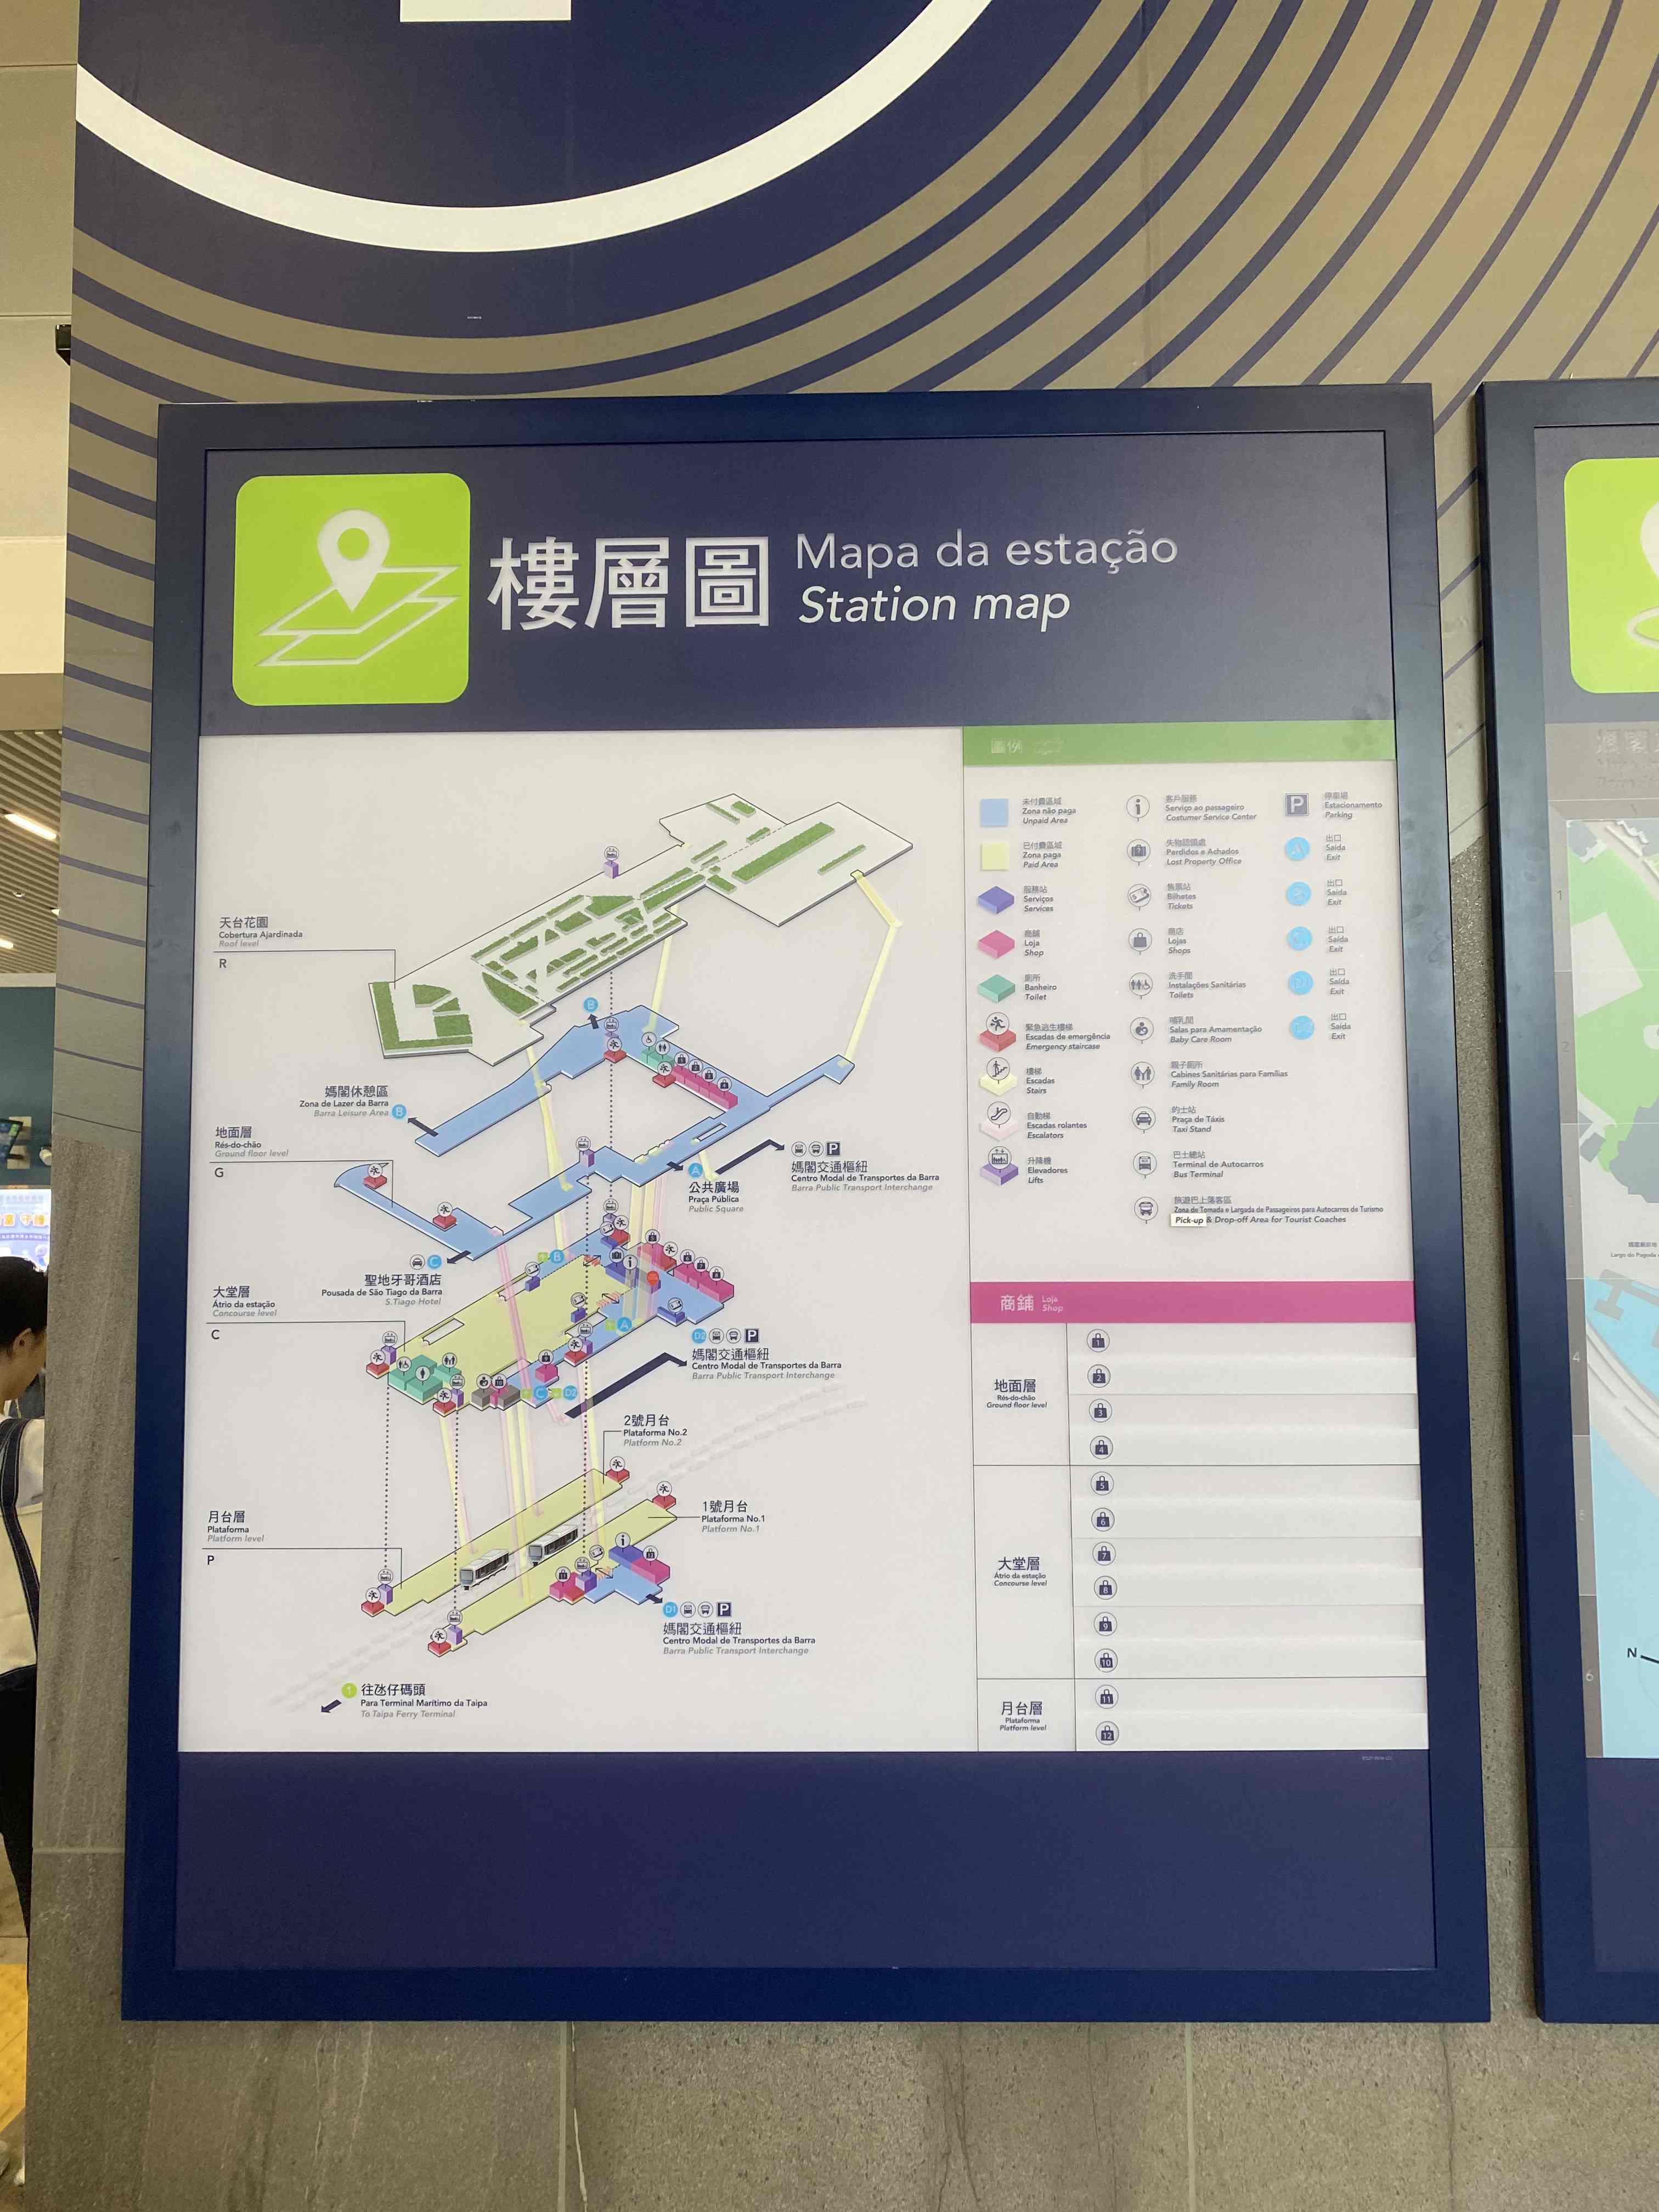 樓層圖
Mapa da estação
Station map
天台花園
Cobertura Ajardinada
Roof level
R
B
媽閣休憩區
Zona de Lazer da Barra
Barra Leisure Area
B
地面層
Rés-do-chão
Ground floor level
G
P
媽閣交通樞紐
Centro Modal de Transportes da Barra
Barra Public Transport Interchange
A
公共廣場
Praça Pública
Public Square
C
聖地牙哥酒店
Pousada de São Tiago da Barra
S.Tiago Hotel
大堂層
Átrio da estação
Concourse level
C
B
A
C
D2
D2
P
媽閣交通樞紐
Centro Modal de Transportes da Barra
Barra Public Transport Interchange
2號月台
Plataforma No.2
Platform No.2
1號月台
Plataforma No.1
Platform No.1
月台層
Plataforma
Platform level
P
D1
P
媽閣交通樞紐
Centro Modal de Transportes da Barra
Barra Public Transport Interchange
往氹仔碼頭
Para Terminal Marítimo da Taipa
To Taipa Ferry Terminal
圖例
未付費區域
Zona não paga
Unpaid Area
已付費區域
Zona paga
Paid Area
服務站
Serviços
Services
商鋪
Loja
Shop
廁所
Banheiro
Toilet
緊急逃生樓梯
Escadas de emergência
Emergency staircase
樓梯
Escadas
Stairs
自動梯
Escadas rolantes
Escalators
升降機
Elevadores
Lifts
客戶服務
Serviço ao passageiro
Costumer Service Center
失物認領處
Perdidos e Achados
Lost Property Office
售票站
Bilhetes
Tickets
商店
Lojas
Shops
洗手間
Instalações Sanitárias
Toilets
哺乳間
Salas para Amamentação
Baby Care Room
親子廁所
Cabines Sanitárias para Famílias
Family Room
的士站
Praça de Táxis
Taxi Stand
巴士總站
Terminal de Autocarros
Bus Terminal
旅遊巴上落客區
Zona de Tomada e Largada de Passageiros para Autocarros de Turismo
Pick-up & Drop-off Area for Tourist Coaches
P
停車場
Estacionamento
Parking
A
出口
Saída
Exit
出口
Saída
Exit
出口
Saída
Exit
出口
Saída
Exit
出口
Saída
Exit
商鋪
Loja
Shop
地面層
Rés-do-chão
Ground floor level
1
2
3
4
大堂層
Átrio da estação
Concourse level
5
6
7
8
9
10
月台層
Plataforma
Platform level
11
12
1
2
4
5
6
N